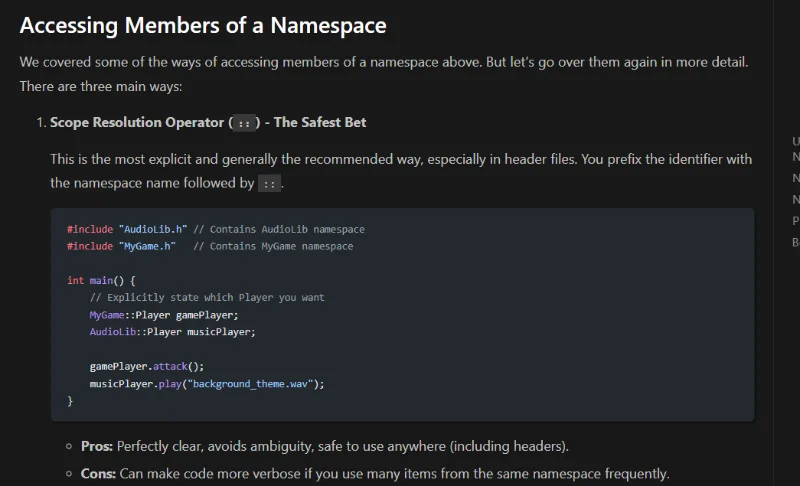 Accessing Members of a Namespace
We covered some of the ways of accessing members of a namespace above. But let's go over them again in more detail.
There are three main ways:
1. Scope Resolution Operator ( :: ) - The Safest Bet
This is the most explicit and generally the recommended way, especially in header files. You prefix the identifier with
the namespace name followed by :: .
#include "AudioLib.h" // Contains AudioLib namespace
#include "MyGame.h"   // Contains MyGame namespace
int main() {
    // Explicitly state which Player you want
    MyGame::Player gamePlayer;
    AudioLib::Player musicPlayer;
    gamePlayer.attack();
    musicPlayer.play("background_theme.wav");
}
Pros: Perfectly clear, avoids ambiguity, safe to use anywhere (including headers).
Cons: Can make code more verbose if you use many items from the same namespace frequently.